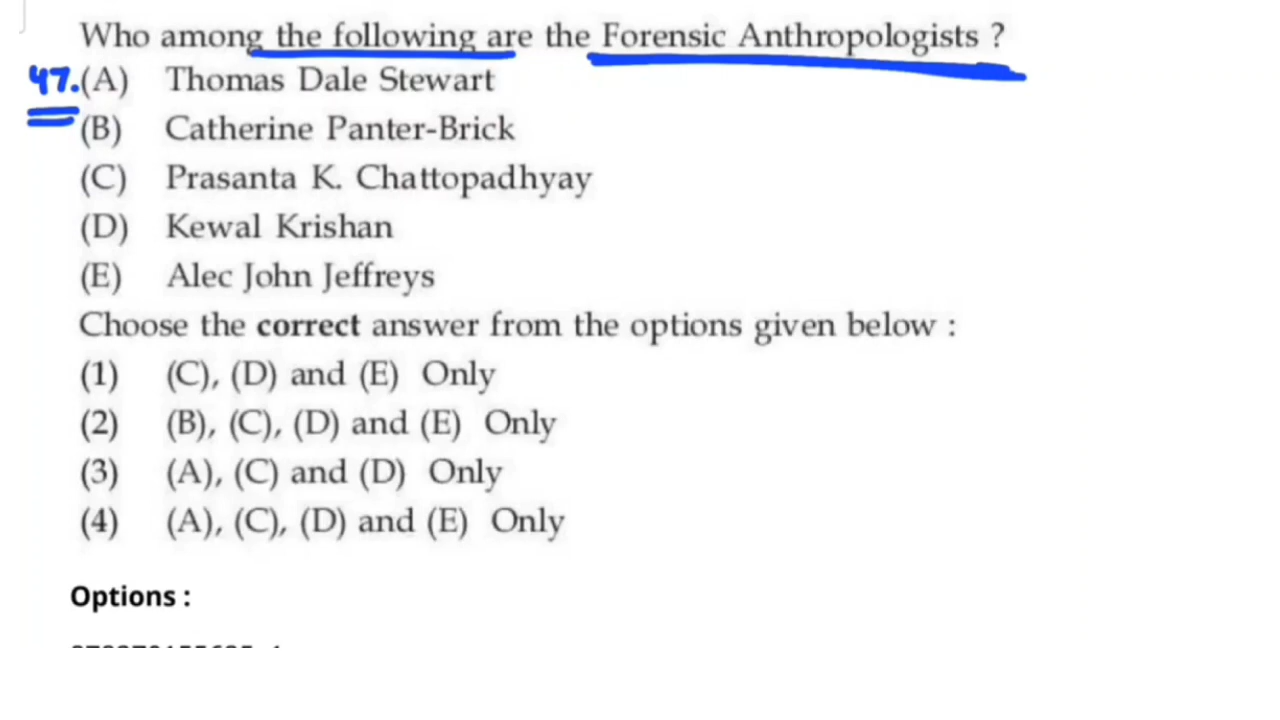 Who among the following are the Forensic Anthropologists ?
47.(A) Thomas Dale Stewart
(B) Catherine Panter-Brick
(C) Prasanta K. Chattopadhyay
(D) Kewal Krishan
(E) Alec John Jeffreys
Choose the correct answer from the options given below :
(1) (C), (D) and (E) Only
(2) (B), (C), (D) and (E) Only
(3) (A), (C) and (D) Only
(4) (A), (C), (D) and (E) Only
Options :